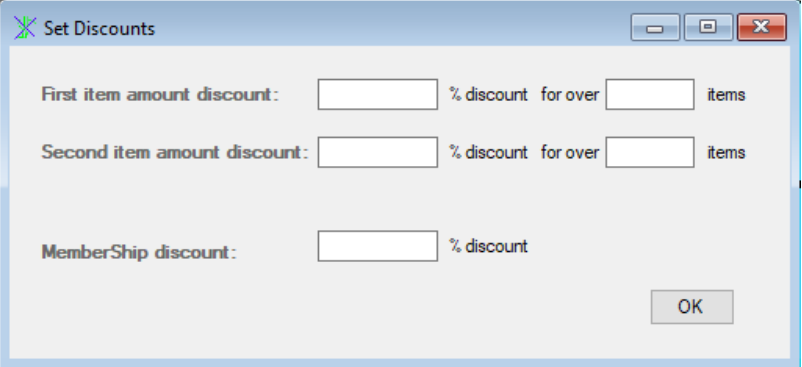 Set Discounts
First item amount discount: % discount for over items
Second item amount discount: % discount for over items
MemberShip discount: % discount
OK